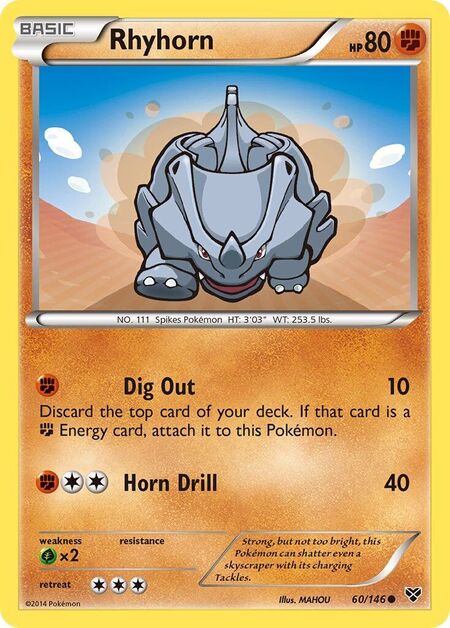 BASIC Rhyhorn HP 80
NO. 111 Spikes Pokémon HT: 3'03" WT: 253.5 lbs.
Dig Out 10
Discard the top card of your deck. If that card is a
Energy card, attach it to this Pokémon.
Horn Drill 40
weakness resistance
×2
retreat
Strong, but not too bright, this
Pokémon can shatter even a
skyscraper with its charging
Tackles.
©2014 Pokémon Illus. MAHOU 60/146